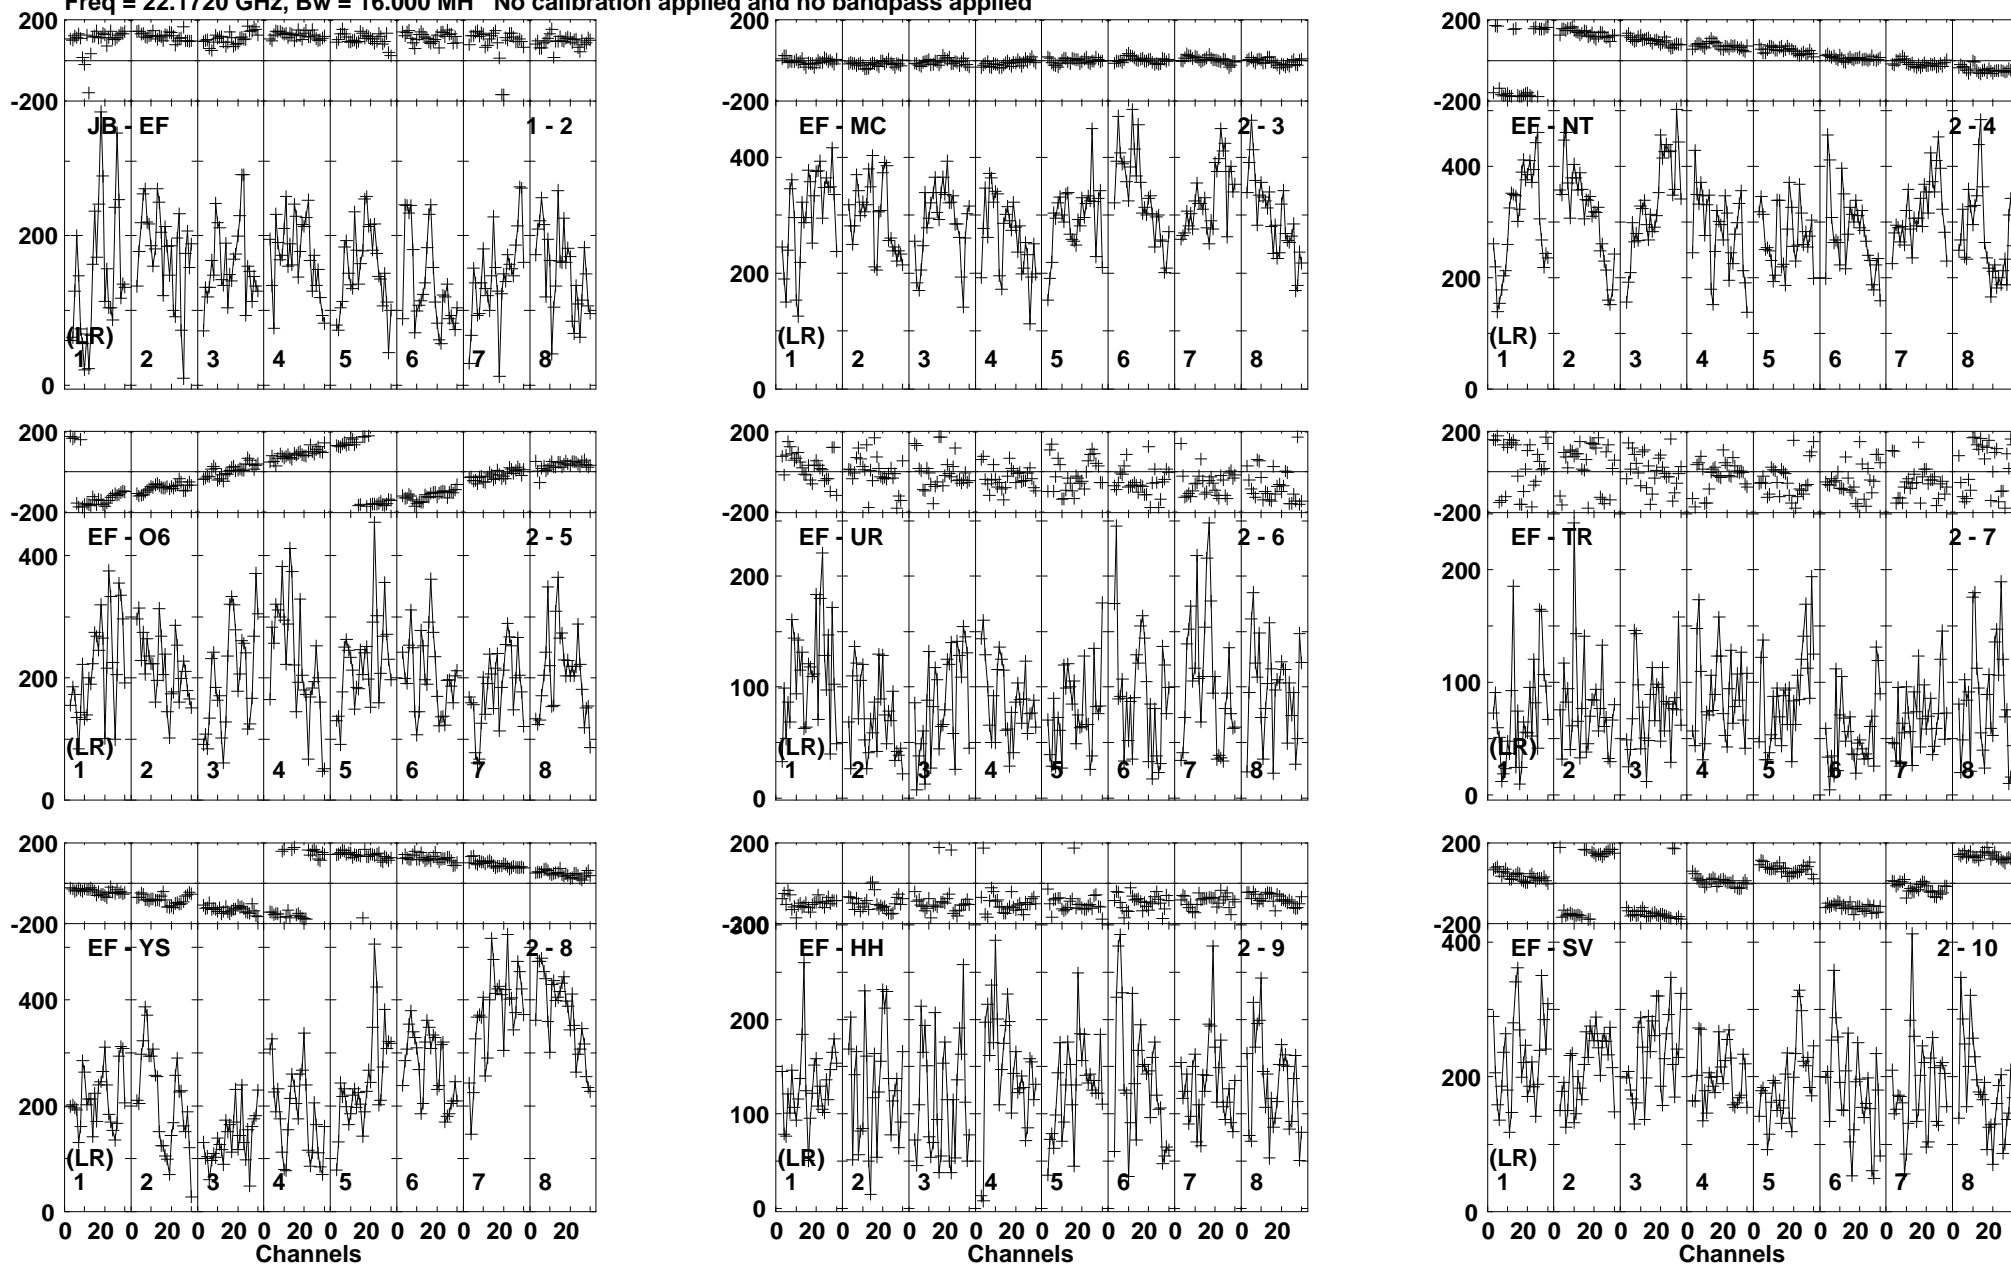 Freq = 22.1720 GHz, Bw = 16.000 MH No calibration applied and no bandpass applied
200 200 200
-200 -200 -200
JB - EF 1 - 2 EF - MC 2 - 3 EF - NT 2 - 4
400 400
200 200 200
(LR) (LR) (LR)
1 2 3 4 5 6 7 8 1 2 3 4 5 6 7 8 1 2 3 4 5 6 7 8
0 0 0
200 200 200
-200 -200 -200
EF - O6 2 - 5 EF - UR 2 - 6 EF - TR 2 - 7
400 200 200
200 100 100
(LR) (LR) (LR)
1 2 3 4 5 6 7 8 1 2 3 4 5 6 7 8 1 2 3 4 5 6 7 8
0 0 0
200 200 200
-200 -200 -200
300
EF - YS 2 - 8 EF - HH 2 - 9 EF - SV 2 - 10
400 200 400
200 100 200
(LR) (LR) (LR)
1 2 3 4 5 6 7 8 1 2 3 4 5 6 7 8 1 2 3 4 5 6 7 8
0 0 0
0 20 0 20 0 20 0 20 0 20 0 20 0 20 0 20 0 20 0 20 0 20 0 20 0 20 0 20 0 20 0 20 0 20 0 20 0 20 0 20 0 20 0 20 0 20 0 20
Channels Channels Channels